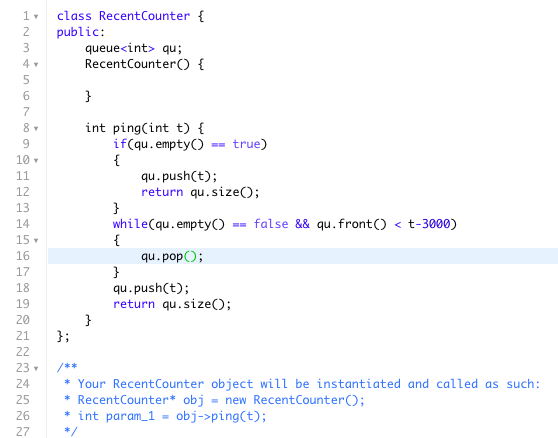 1 class RecentCounter {
2 public:
3     queue<int> qu;
4     RecentCounter() {
5
6     }
7
8     int ping(int t) {
9         if(qu.empty() == true)
10         {
11             qu.push(t);
12             return qu.size();
13         }
14         while(qu.empty() == false && qu.front() < t-3000)
15         {
16             qu.pop();
17         }
18         qu.push(t);
19         return qu.size();
20     }
21 };
22
23 /**
24  * Your RecentCounter object will be instantiated and called as such:
25  * RecentCounter* obj = new RecentCounter();
26  * int param_1 = obj->ping(t);
27  */